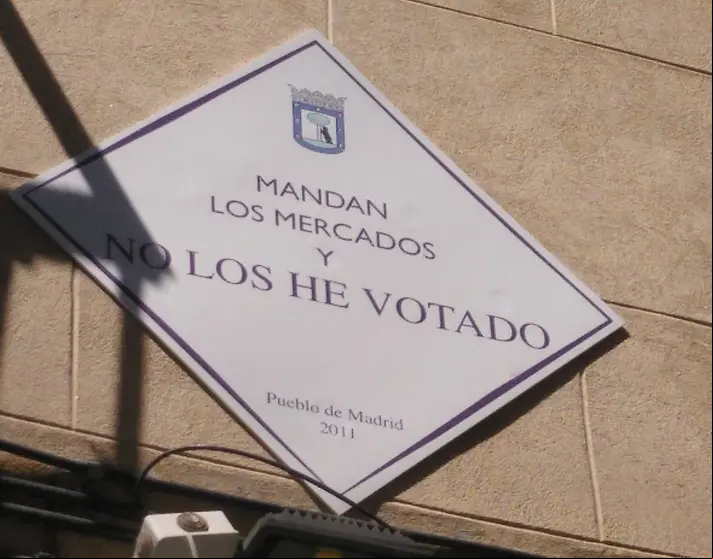 MANDAN
LOS MERCADOS
Y
NO LOS HE VOTADO
Pueblo de Madrid
2011